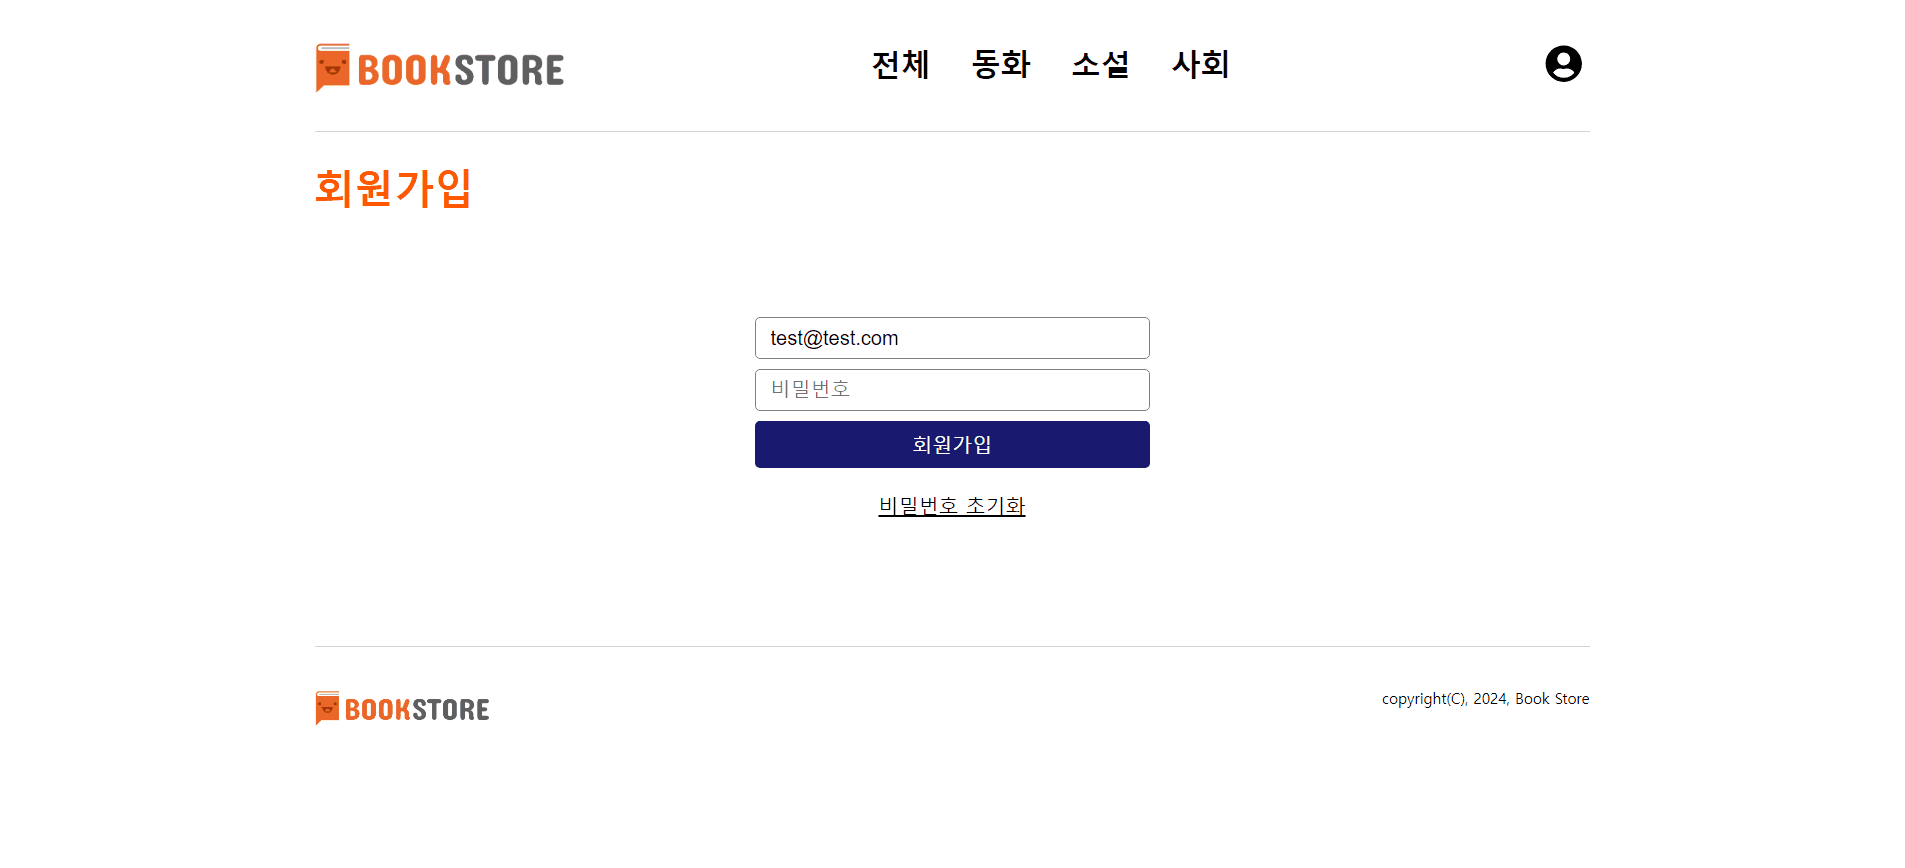 BOOKSTORE
전체 동화 소설 사회
회원가입
test@test.com
비밀번호
회원가입
비밀번호 초기화
BOOKSTORE
copyright(C), 2024, Book Store